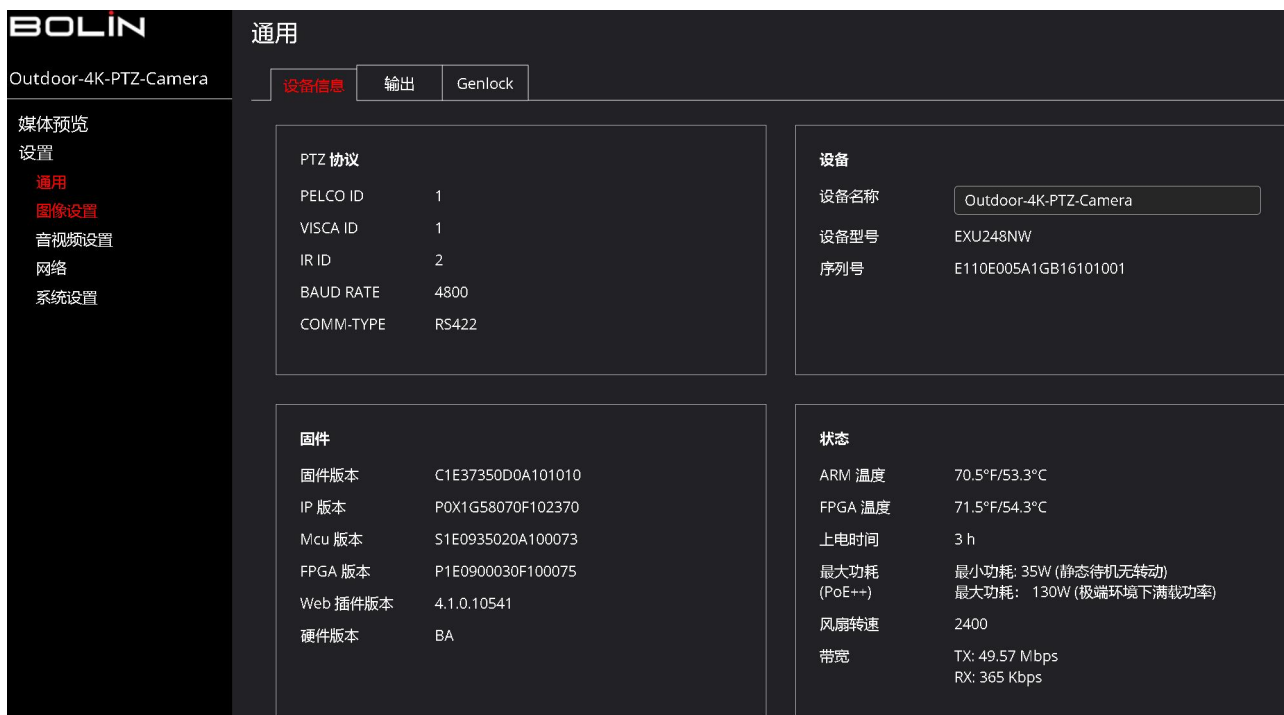 BOLIN
Outdoor-4K-PTZ-Camera
媒体预览
设置
通用
图像设置
音视频设置
网络
系统设置
通用
设备信息
输出
Genlock
PTZ 协议
PELCO ID 1
VISCA ID 1
IR ID 2
BAUD RATE 4800
COMM-TYPE RS422
设备
设备名称 Outdoor-4K-PTZ-Camera
设备型号 EXU248NW
序列号 E110E005A1GB16101001
固件
固件版本 C1E37350D0A101010
IP 版本 P0X1G58070F102370
Mcu 版本 S1E0935020A100073
FPGA 版本 P1E0900030F100075
Web 插件版本 4.1.0.10541
硬件版本 BA
状态
ARM 温度 70.5°F/53.3°C
FPGA 温度 71.5°F/54.3°C
上电时间 3 h
最大功耗 最小功耗: 35W (静态待机无转动)
(PoE++) 最大功耗： 130W (极端环境下满载功率)
风扇转速 2400
带宽 TX: 49.57 Mbps
RX: 365 Kbps